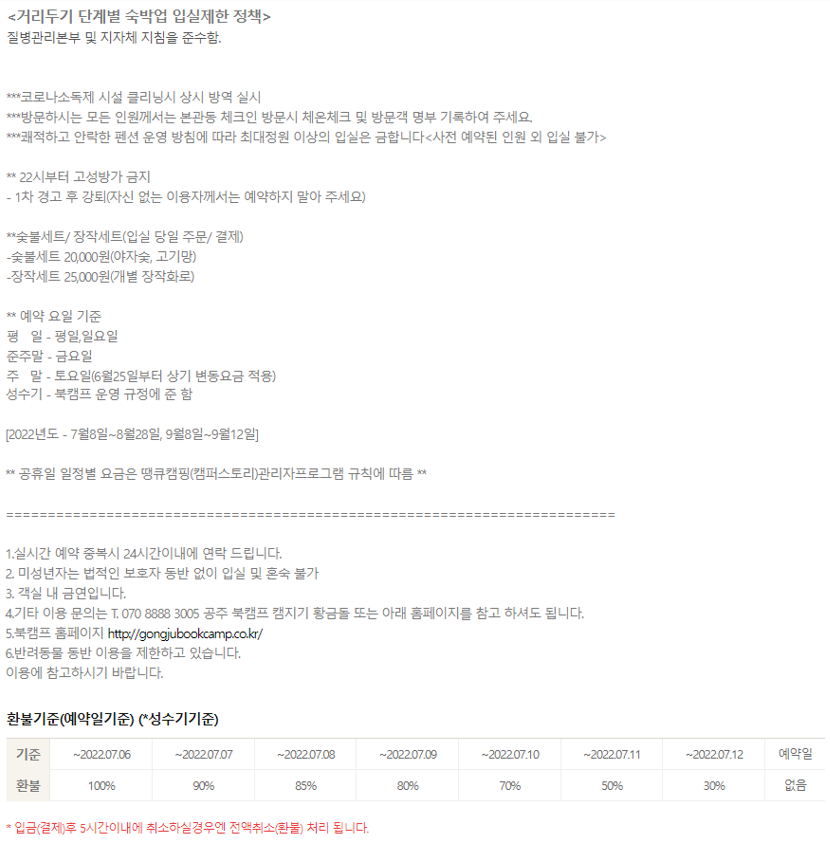 <거리두기 단계별 숙박업 입실제한 정책>
질병관리본부 및 지자체 지침을 준수함.
***코로나소독제 시설 클리닝시 상시 방역 실시
***방문하시는 모든 인원께서는 본관동 체크인 방문시 체온체크 및 방문객 명부 기록하여 주세요.
***쾌적하고 안락한 펜션 운영 방침에 따라 최대정원 이상의 입실은 금합니다<사전 예약된 인원 외 입실 불가>
** 22시부터 고성방가 금지
- 1차 경고 후 강퇴(자신 없는 이용자께서는 예약하지 말아 주세요)
**숯불세트/ 장작세트(입실 당일 주문/ 결제)
-숯불세트 20,000원(야자숯, 고기망)
-장작세트 25,000원(개별 장작화로)
** 예약 요일 기준
평 일 - 평일,일요일
준주말 - 금요일
주 말 - 토요일(6월25일부터 상기 변동요금 적용)
성수기 - 북캠프 운영 규정에 준 함
[2022년도 - 7월8일~8월28일, 9월8일~9월12일]
** 공휴일 일정별 요금은 땡큐캠핑(캠퍼스토리)관리자프로그램 규칙에 따름 **
=========================================================================
1.실시간 예약 중복시 24시간이내에 연락 드립니다.
2. 미성년자는 법적인 보호자 동반 없이 입실 및 혼숙 불가
3. 객실 내 금연입니다.
4.기타 이용 문의는 T. 070 8888 3005 공주 북캠프 캠지기 황금돌 또는 아래 홈페이지를 참고 하셔도 됩니다.
5.북캠프 홈페이지 http://gongjubookcamp.co.kr/
6.반려동물 동반 이용을 제한하고 있습니다.
이용에 참고하시기 바랍니다.
환불기준(예약일기준) (*성수기기준)
기준 ~2022.07.06 ~2022.07.07 ~2022.07.08 ~2022.07.09 ~2022.07.10 ~2022.07.11 ~2022.07.12 예약일
환불 100% 90% 85% 80% 70% 50% 30% 없음
* 입금(결제)후 5시간이내에 취소하실경우엔 전액취소(환불) 처리 됩니다.